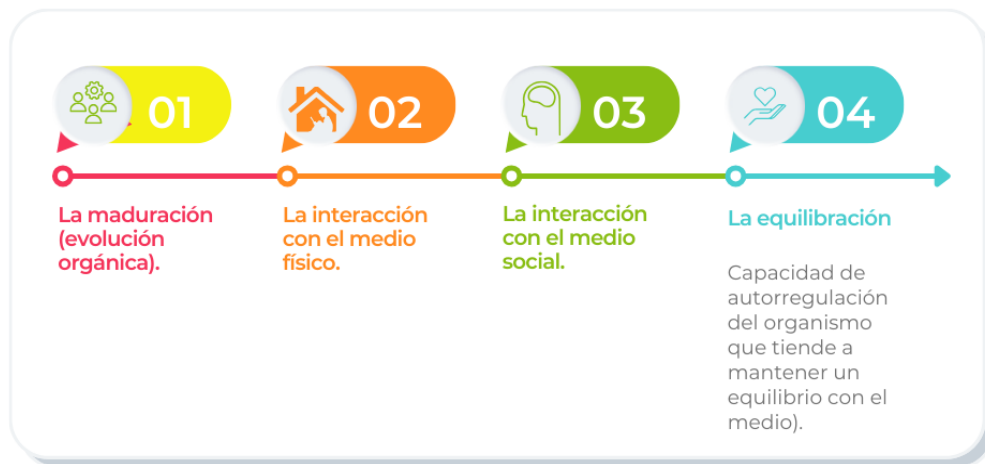 01
La maduración
(evolución
orgánica).
02
La interacción
con el medio
físico.
03
La interacción
con el medio
social.
04
La equilibración
Capacidad de
autorregulación
del organismo
que tiende a
mantener un
equilibrio con el
medio).